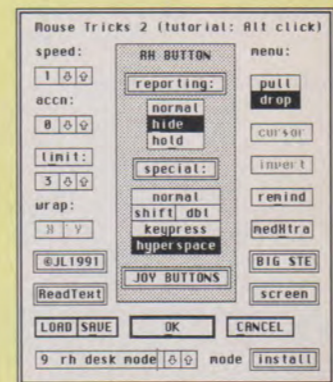 Mouse Tricks 2 (tutorial: Alt click)
speed: RH BUTTON menu:
1 reporting: pull
drop
accn: normal
0 hide cursor
hold
limit: invert
3 special:
wrap: normal remind
X Y shift dbl
keypress medXtra
hyperspace
©JL1991 BIG STE
JOY BUTTONS
ReadText screen
LOAD SAVE OK CANCEL
9 rh desk mode mode install